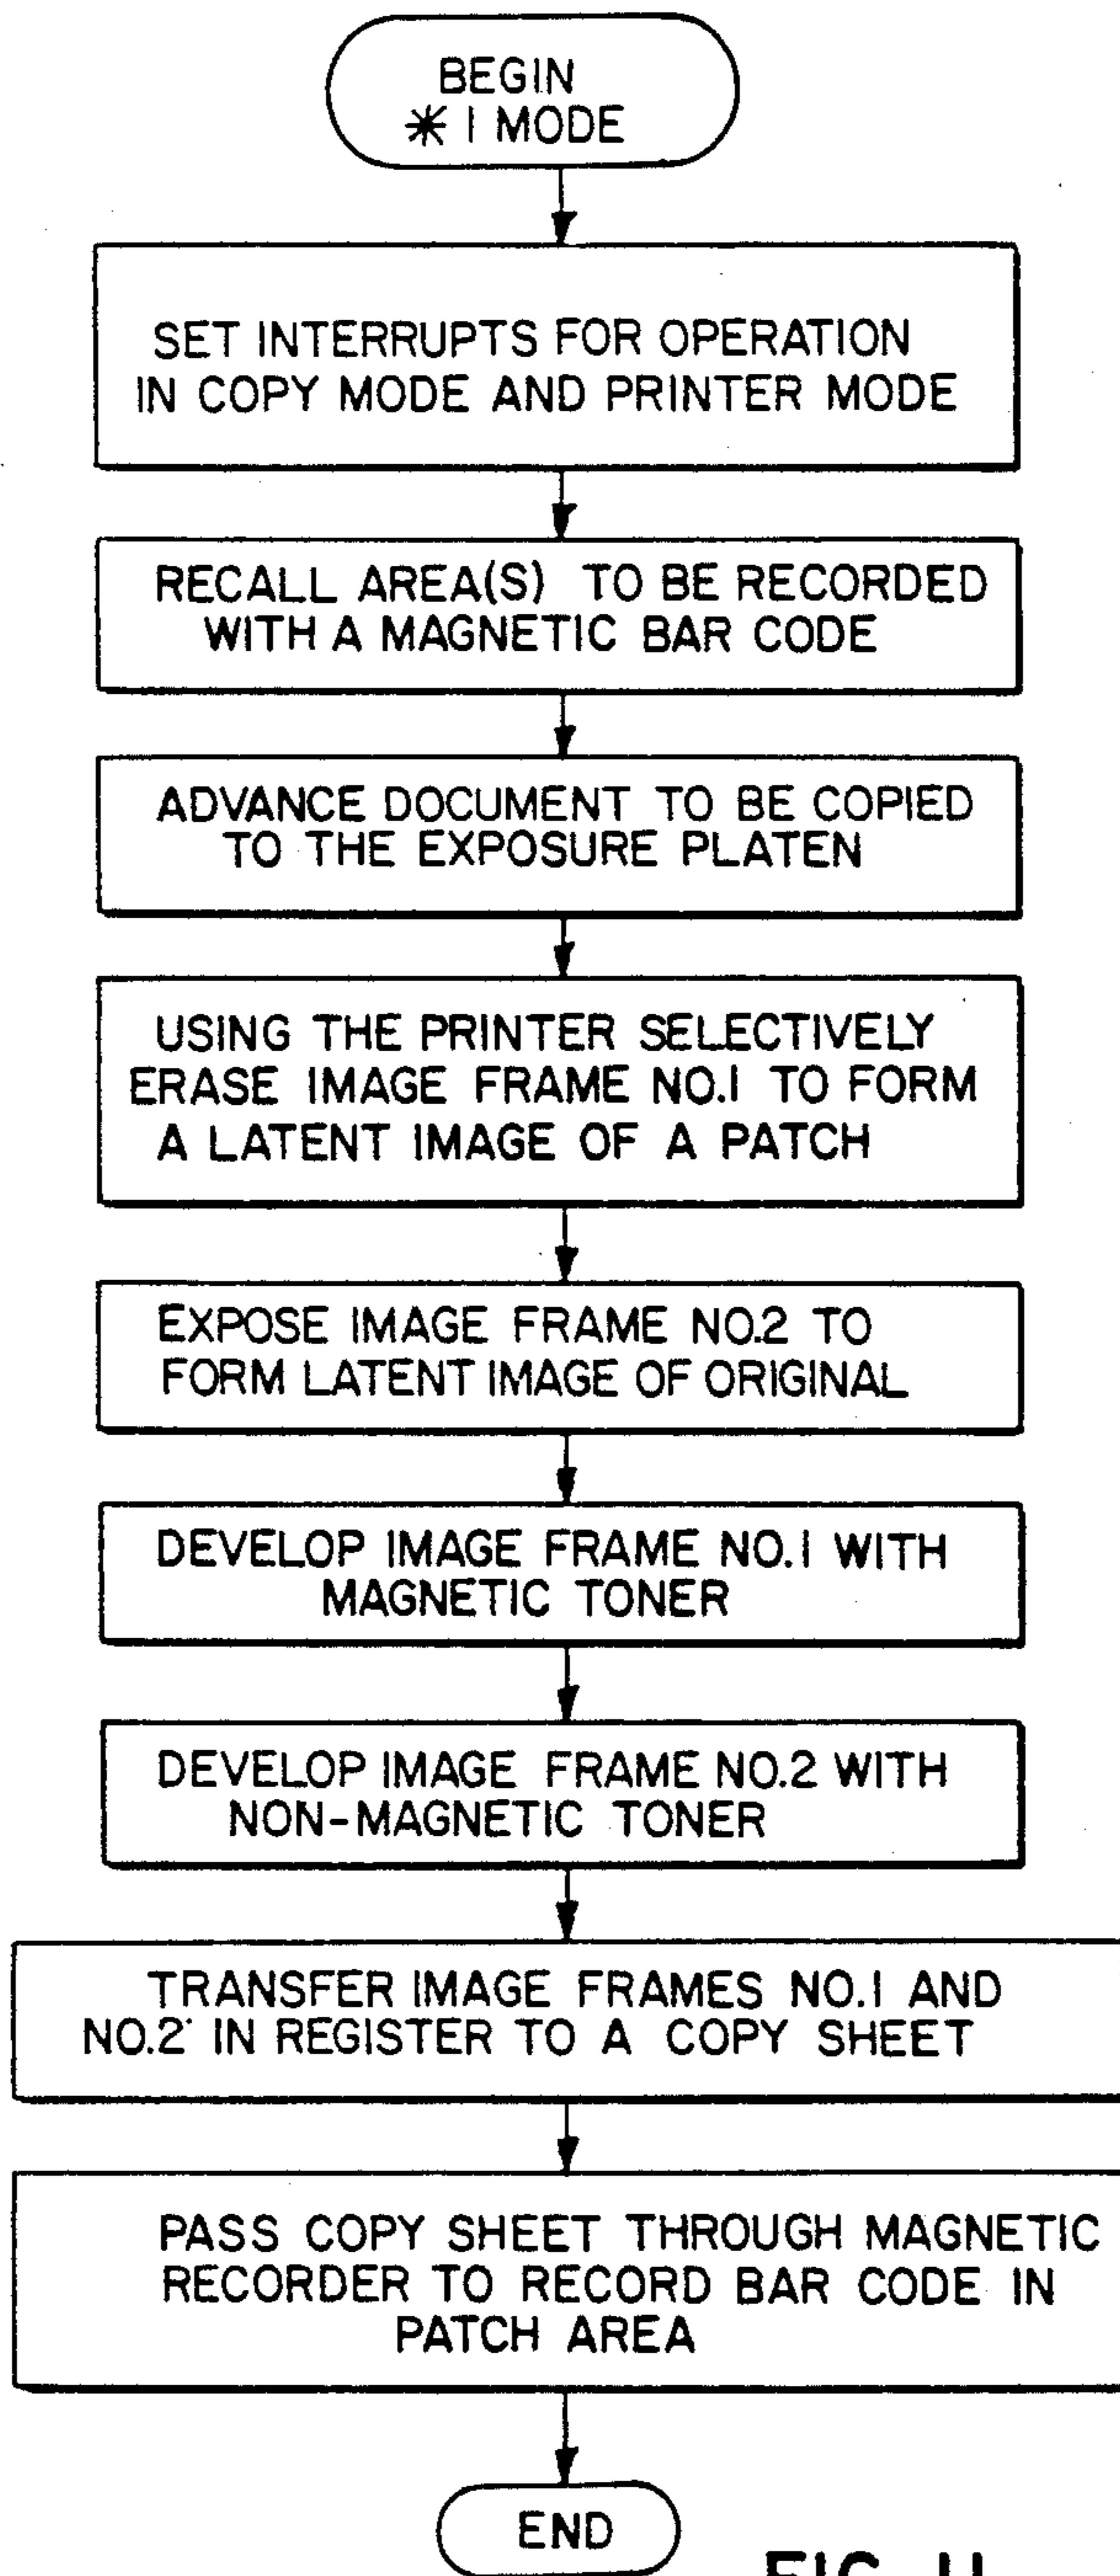 BEGIN
* 1 MODE
SET INTERRUPTS FOR OPERATION
IN COPY MODE AND PRINTER MODE
RECALL AREA(S) TO BE RECORDED
WITH A MAGNETIC BAR CODE
ADVANCE DOCUMENT TO BE COPIED
TO THE EXPOSURE PLATEN
USING THE PRINTER SELECTIVELY
ERASE IMAGE FRAME NO.1 TO FORM
A LATENT IMAGE OF A PATCH
EXPOSE IMAGE FRAME NO.2 TO
FORM LATENT IMAGE OF ORIGINAL
DEVELOP IMAGE FRAME NO.1 WITH
MAGNETIC TONER
DEVELOP IMAGE FRAME NO.2 WITH
NON-MAGNETIC TONER
TRANSFER IMAGE FRAMES NO.1 AND
NO.2 IN REGISTER TO A COPY SHEET
PASS COPY SHEET THROUGH MAGNETIC
RECORDER TO RECORD BAR CODE IN
PATCH AREA
END
FIG. 11